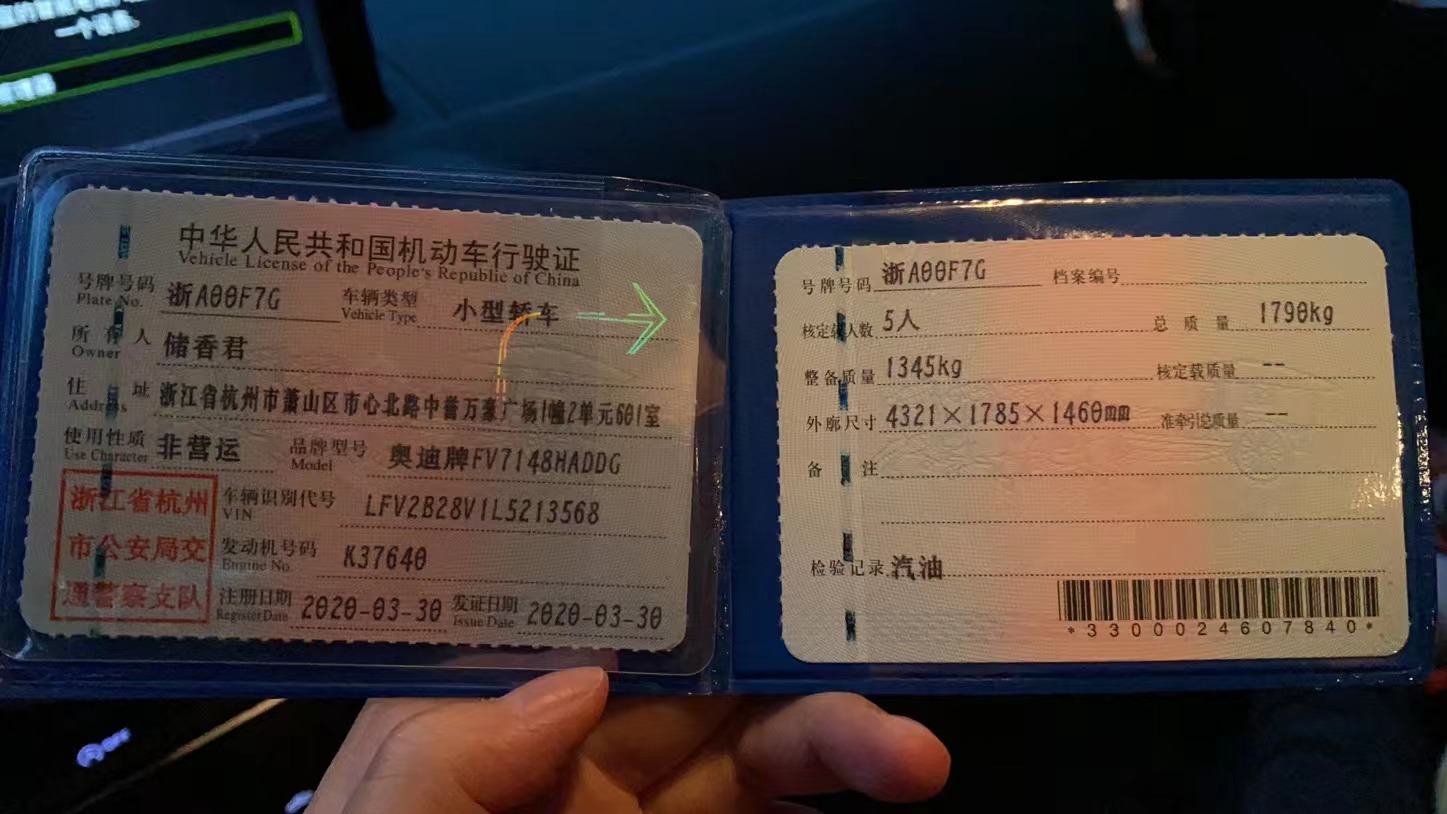 一个
中华人民共和国机动车行驶证
Vehicle License of the People's Republic of China
号牌号码 Plate No. 浙A00F7G 车辆类型 Vehicle Type 小型轿车
所有人 Owner 储香君
住址 Address 浙江省杭州市萧山区市心北路中誉万豪广场1幢2单元601室
使用性质 Use Character 非营运 品牌型号 Model 奥迪牌FV7148HADDG
浙江省杭州
市公安局交
通警察支队
车辆识别代号 VIN LFV2B28V1L5213568
发动机号码 Engine No. K37640
注册日期 Register Date 2020-03-30 发证日期 Issue Date 2020-03-30
号牌号码 浙A00F7G 档案编号
核定载人数 5人 总质量 1790kg
整备质量 1345kg 核定载质量 --
外廓尺寸 4321×1785×1460mm 准牵引总质量 --
备注
检验记录 汽油
*3300024607840*